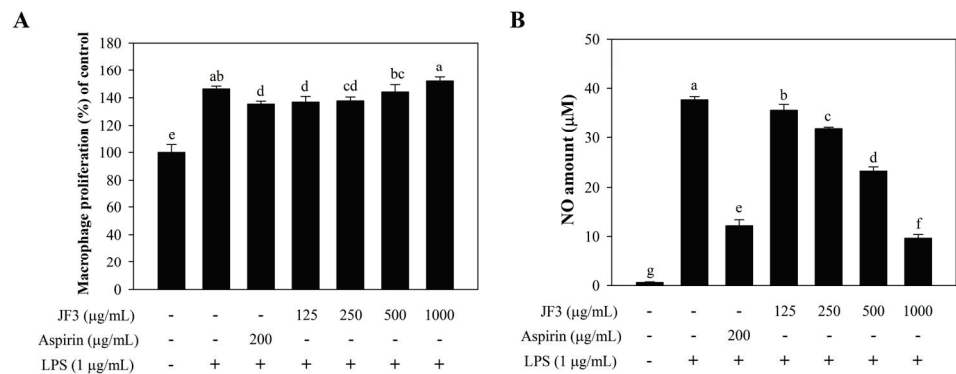 A
Macrophage proliferation (%) of control
180
160
140
120
100
80
60
40
20
0
e
ab
d
d
cd
bc
a
JF3 (μg/mL) - - - 125 250 500 1000
Aspirin (μg/mL) - - 200 - - - -
LPS (1 μg/mL) - + + + + + +
B
NO amount (μM)
50
40
30
20
10
0
g
a
e
b
c
d
f
JF3 (μg/mL) - - - 125 250 500 1000
Aspirin (μg/mL) - - 200 - - - -
LPS (1 μg/mL) - + + + + + +